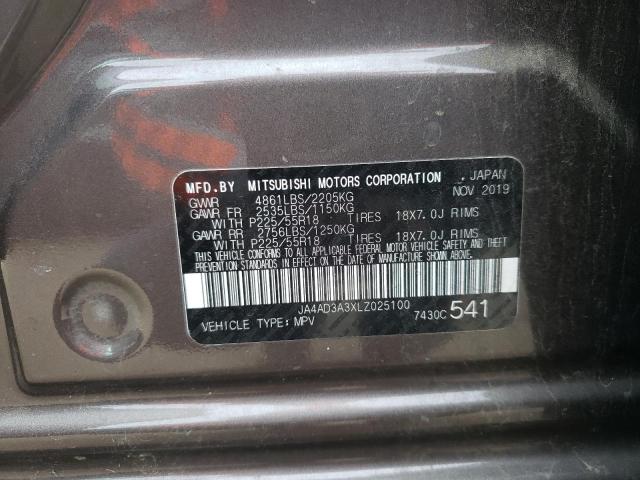 MFD.BY MITSUBISHI MOTORS CORPORATION JAPAN
GVWR 4861LBS/2205KG NOV 2019
GAWR FR 2535LBS/1150KG
WITH P225/55R18 TIRES 18X7.0J RIMS
GAWR RR 2756LBS/1250KG
WITH P225/55R18 TIRES 18X7.0J RIMS
THIS VEHICLE CONFORMS TO ALL APPLICABLE FEDERAL MOTOR VEHICLE SAFETY AND THEFT
PREVENTION STANDARDS IN EFFECT ON THE DATE OF MANUFACTURE SHOWN ABOVE.
JA4AD3A3XLZ025100
VEHICLE TYPE: MPV 7430C 541